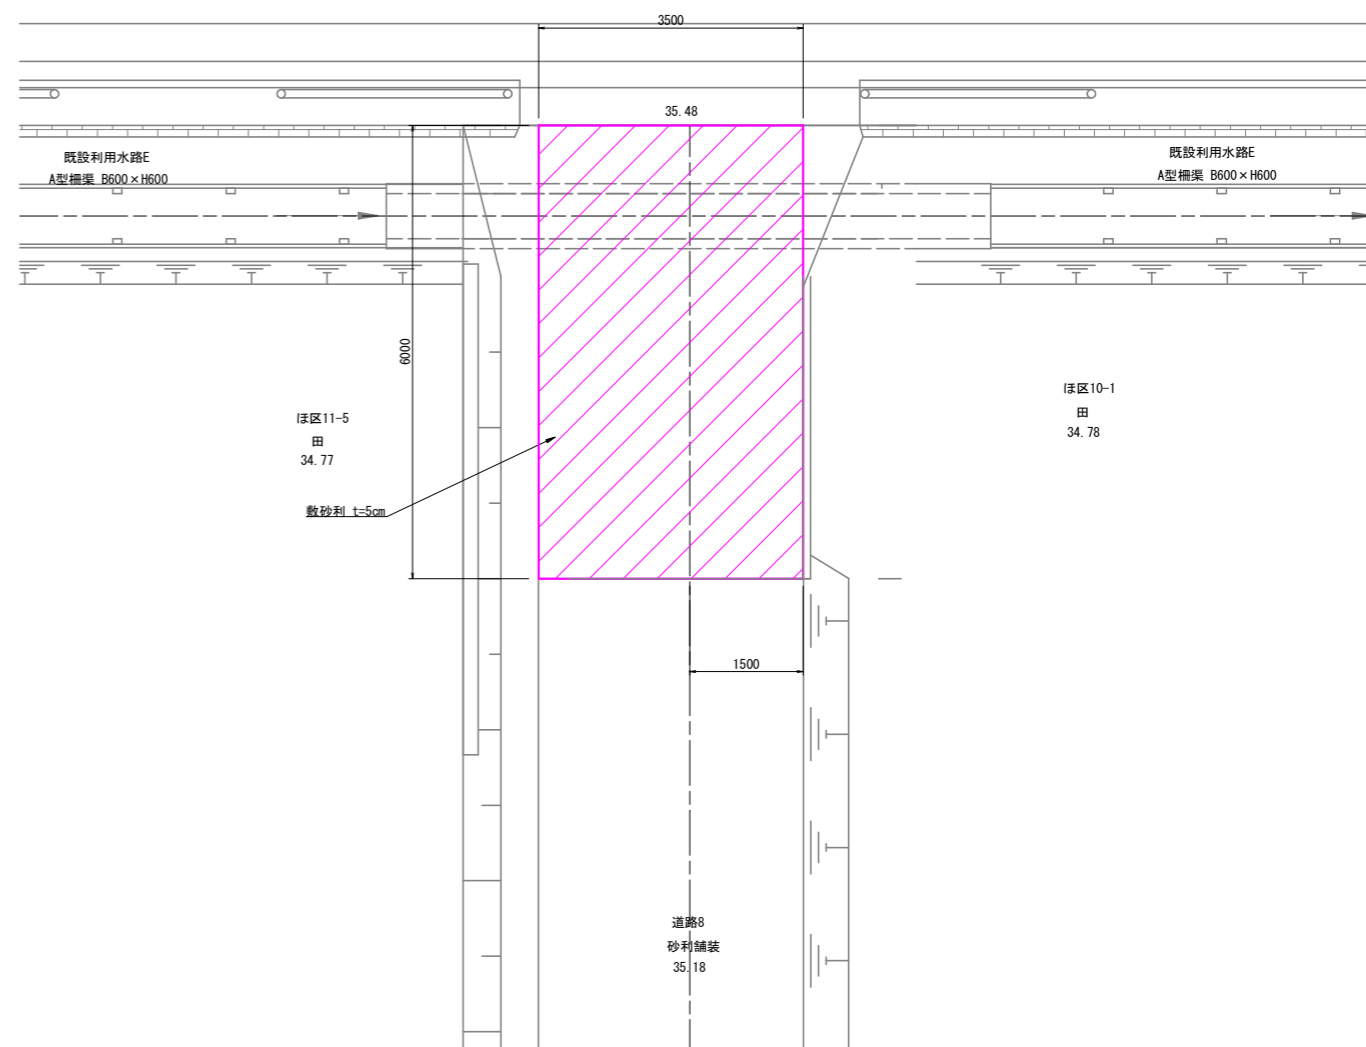 3500
35.48
既設利用水路E
A型柵渠 B600×H600
既設利用水路E
A型柵渠 B600×H600
6000
ほ区11-5
田
34.77
ほ区10-1
田
34.78
敷砂利 t=5cm
1500
道路8
砂利舗装
35.18